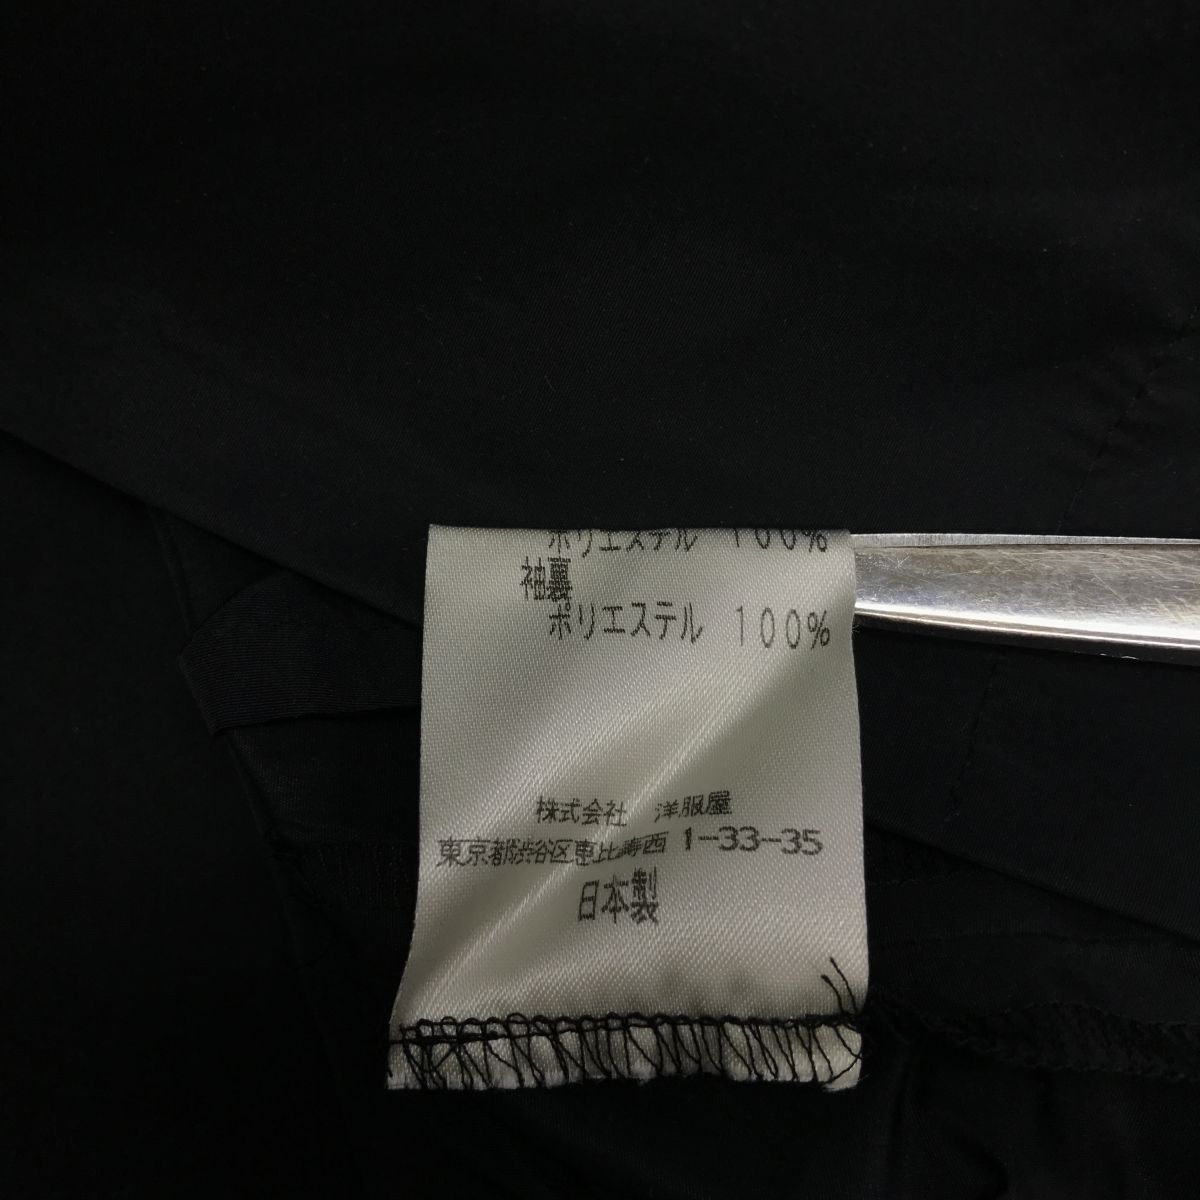 ポリエステル 100%
袖裏
ポリエステル 100%
株式会社 洋服屋
東京都渋谷区恵比寿西 1-33-35
日本製